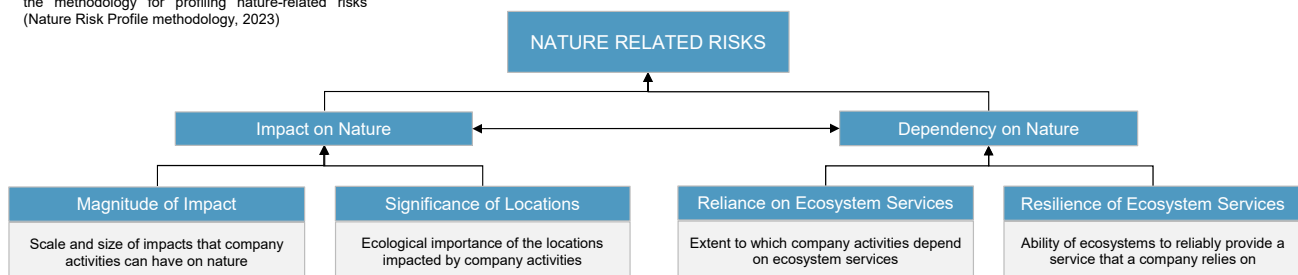 the methodology for profiling nature-related risks
(Nature Risk Profile methodology, 2023)
NATURE RELATED RISKS
Impact on Nature
Dependency on Nature
Magnitude of Impact
Significance of Locations
Reliance on Ecosystem Services
Resilience of Ecosystem Services
Scale and size of impacts that company
activities can have on nature
Ecological importance of the locations
impacted by company activities
Extent to which company activities depend
on ecosystem services
Ability of ecosystems to reliably provide a
service that a company relies on